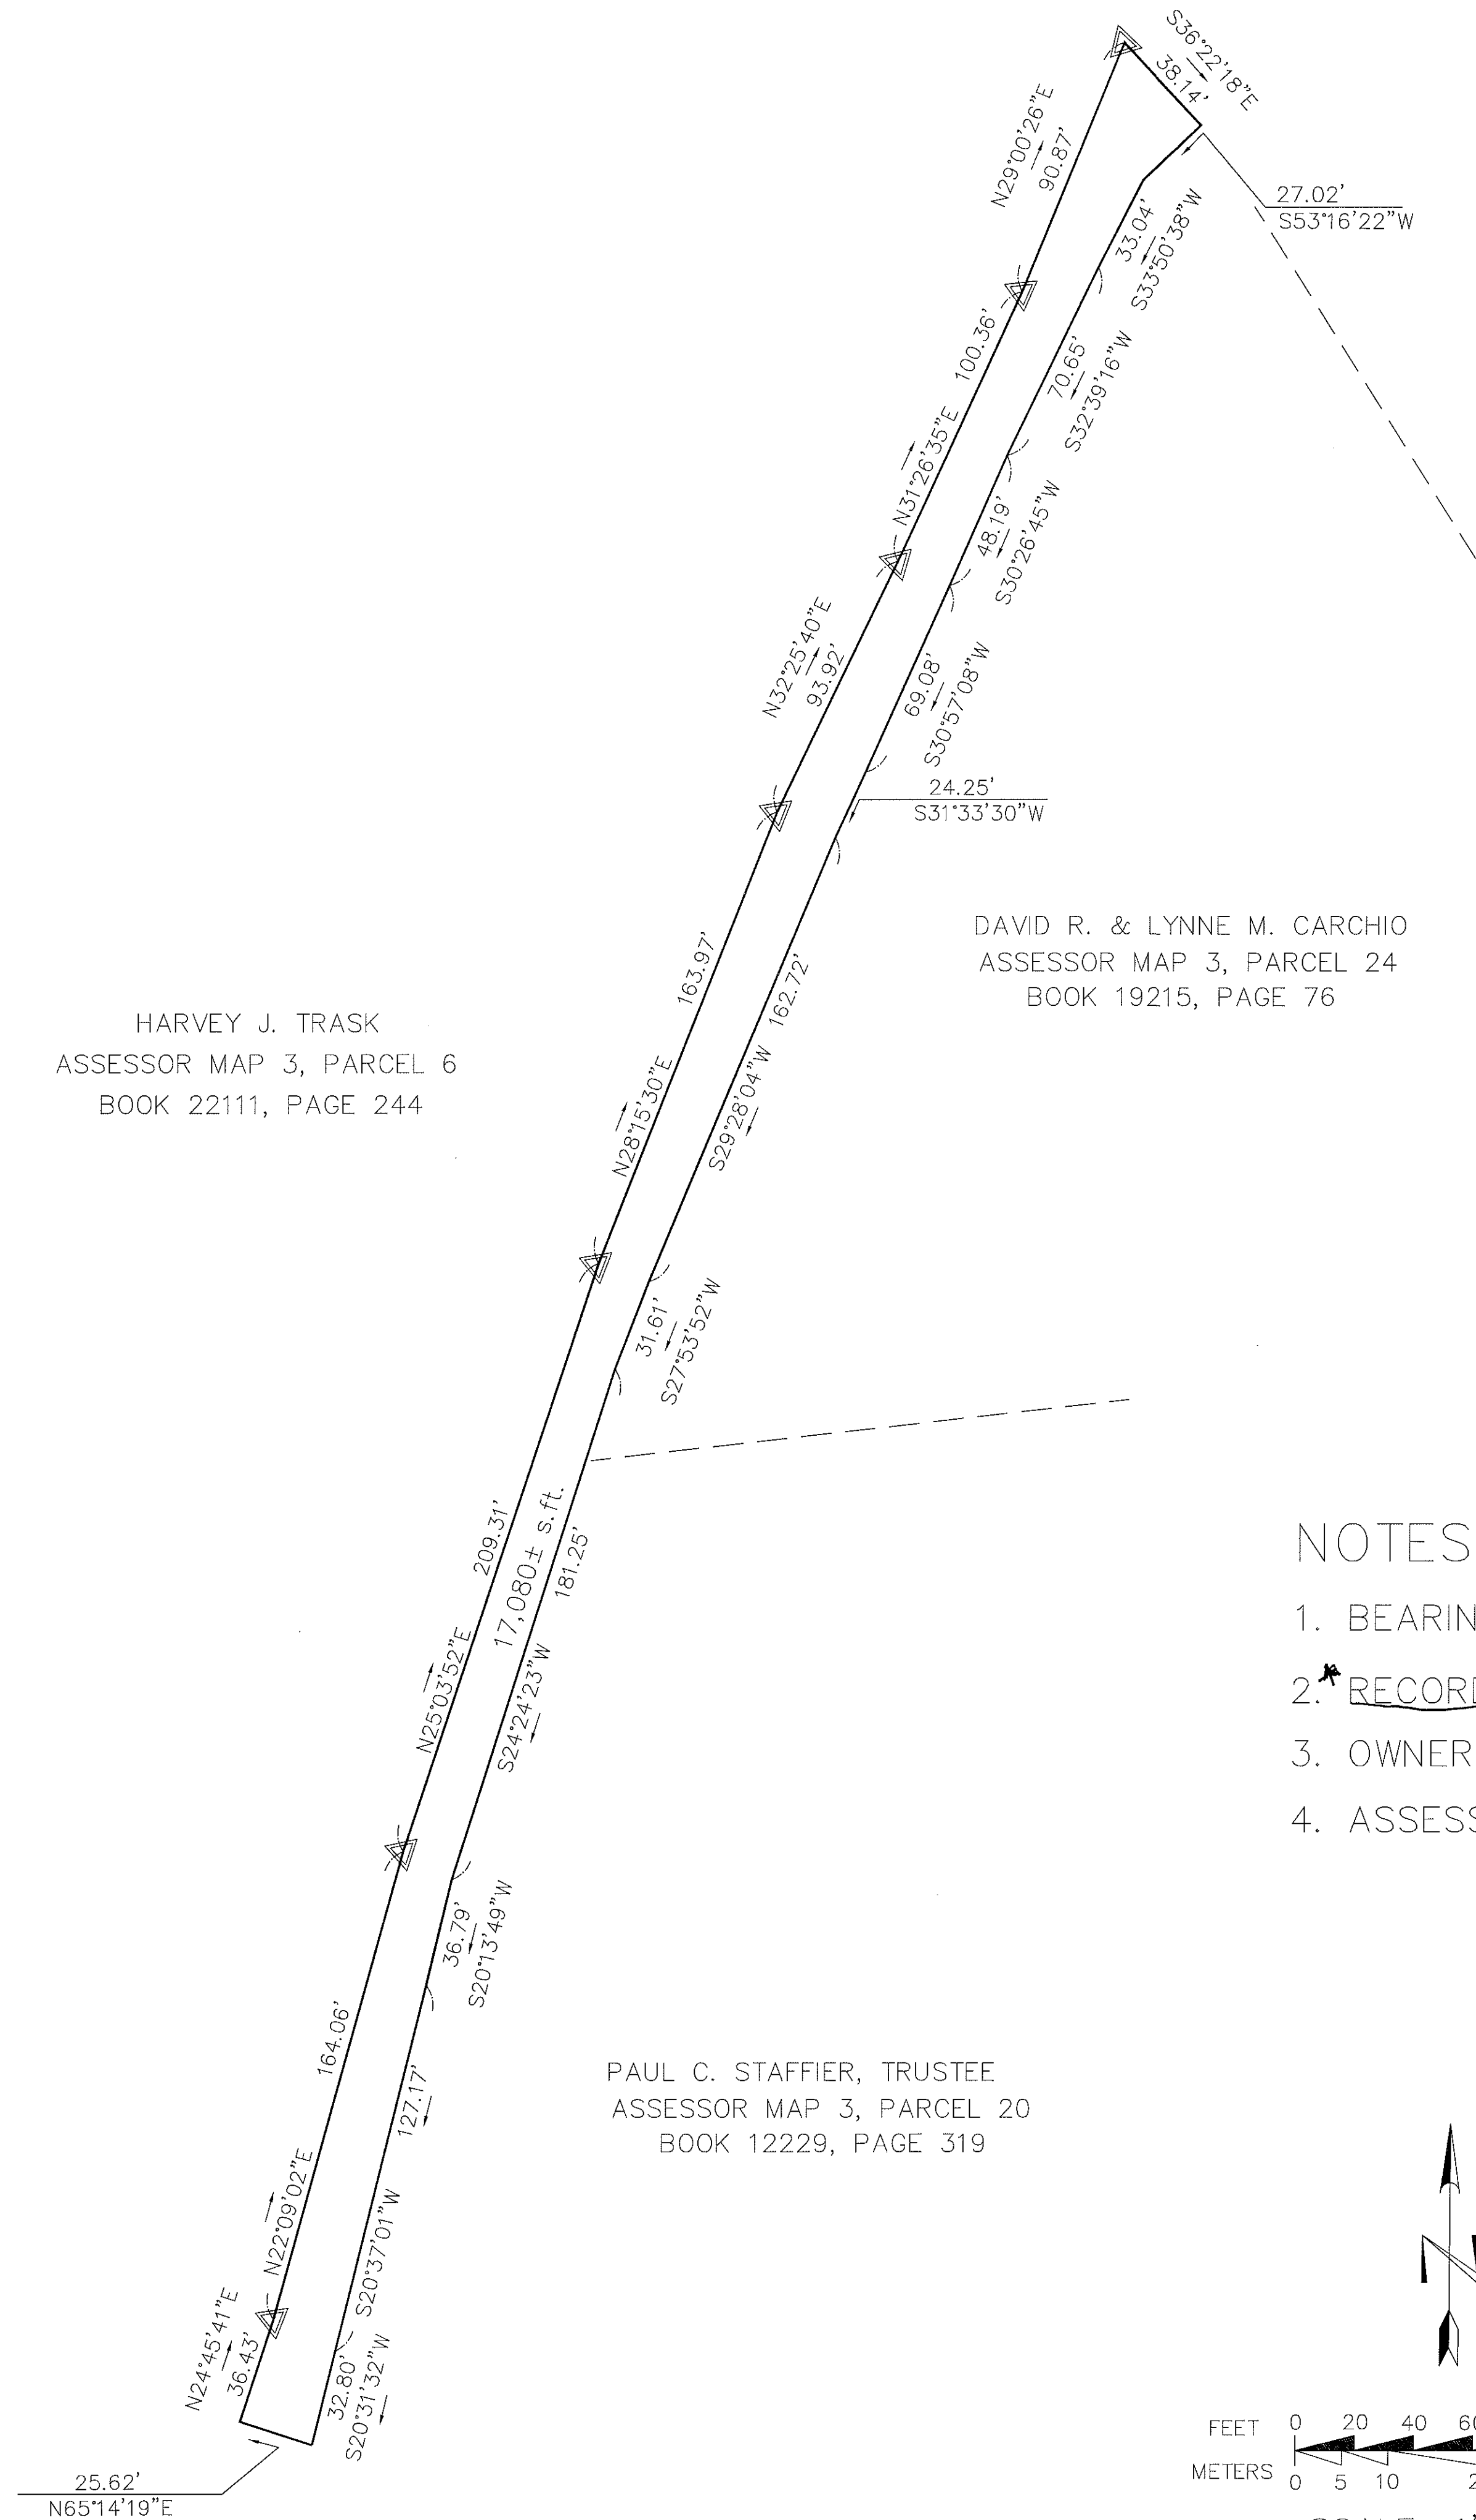 S36°22'18"E
38.14'
N29°00'26"E
90.87'
27.02'
S53°16'22"W
33.04'
S33°50'38"W
100.36'
N31°26'35"E
70.65'
S32°39'16"W
48.19'
S30°26'45"W
N32°25'40"E
93.92'
69.08'
S30°57'08"W
24.25'
S31°33'30"W
DAVID R. & LYNNE M. CARCHIO
ASSESSOR MAP 3, PARCEL 24
BOOK 19215, PAGE 76
163.97'
N28°15'30"E
162.72'
S29°28'04"W
HARVEY J. TRASK
ASSESSOR MAP 3, PARCEL 6
BOOK 22111, PAGE 244
31.61'
S27°53'52"W
209.31'
N25°03'52"E
17,080± s.ft.
181.25'
S24°24'23"W
NOTES
1. BEARIN
2.* RECORD
3. OWNER
4. ASSESS
36.79'
S20°13'49"W
164.06'
N22°09'02"E
127.17'
S20°37'01"W
PAUL C. STAFFIER, TRUSTEE
ASSESSOR MAP 3, PARCEL 20
BOOK 12229, PAGE 319
N24°45'41"E
36.43'
32.80'
S20°31'32"W
25.62'
N65°14'19"E
FEET 0 20 40 60
METERS 0 5 10 2